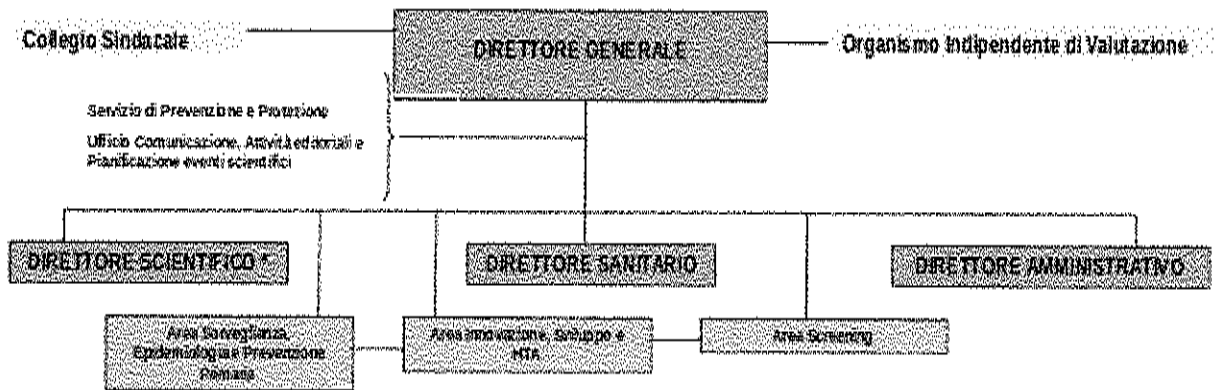 Collegio Sindacale
DIRETTORE GENERALE
Organismo Indipendente di Valutazione
Servizio di Prevenzione e Protezione
Ufficio Comunicazione, Attività editoriali e
Pianificazione eventi scientifici
DIRETTORE SCIENTIFICO *
DIRETTORE SANITARIO
DIRETTORE AMMINISTRATIVO
Area Sorveglianza,
Epidemiologia e Prevenzione
Primaria
Area Innovazione, Sviluppo e
HTA
Area Screening